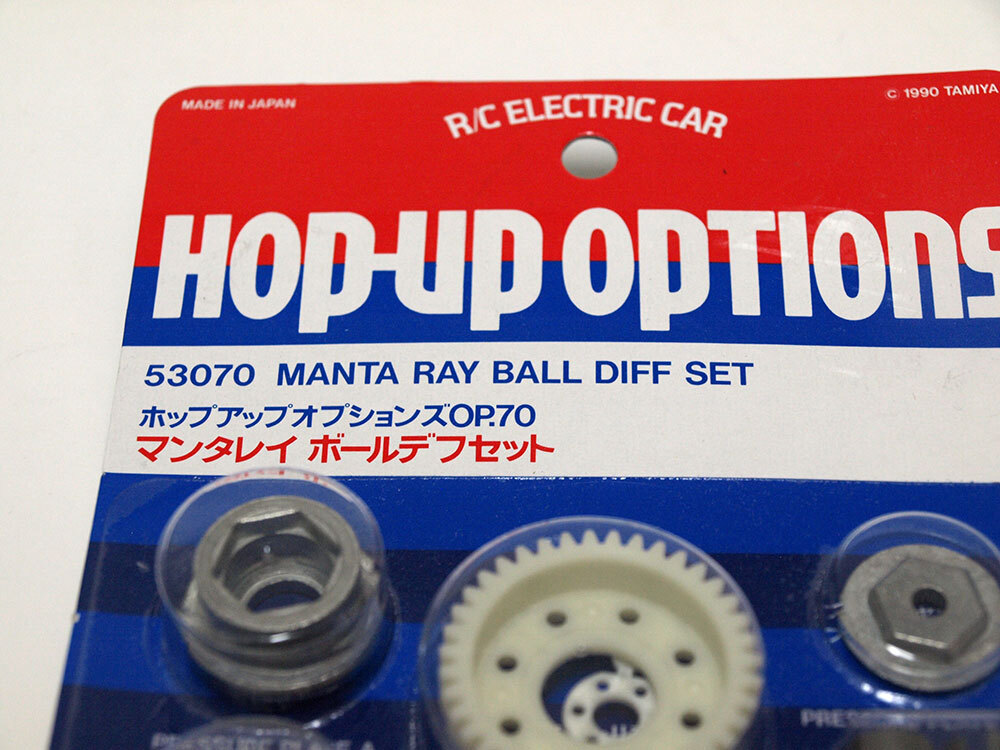 MADE IN JAPAN
© 1990 TAMIYA
R/C ELECTRIC CAR
HOP-UP OPTIONS
53070 MANTA RAY BALL DIFF SET
ホップアップオプションズOP.70
マンタレイ ボールデフセット